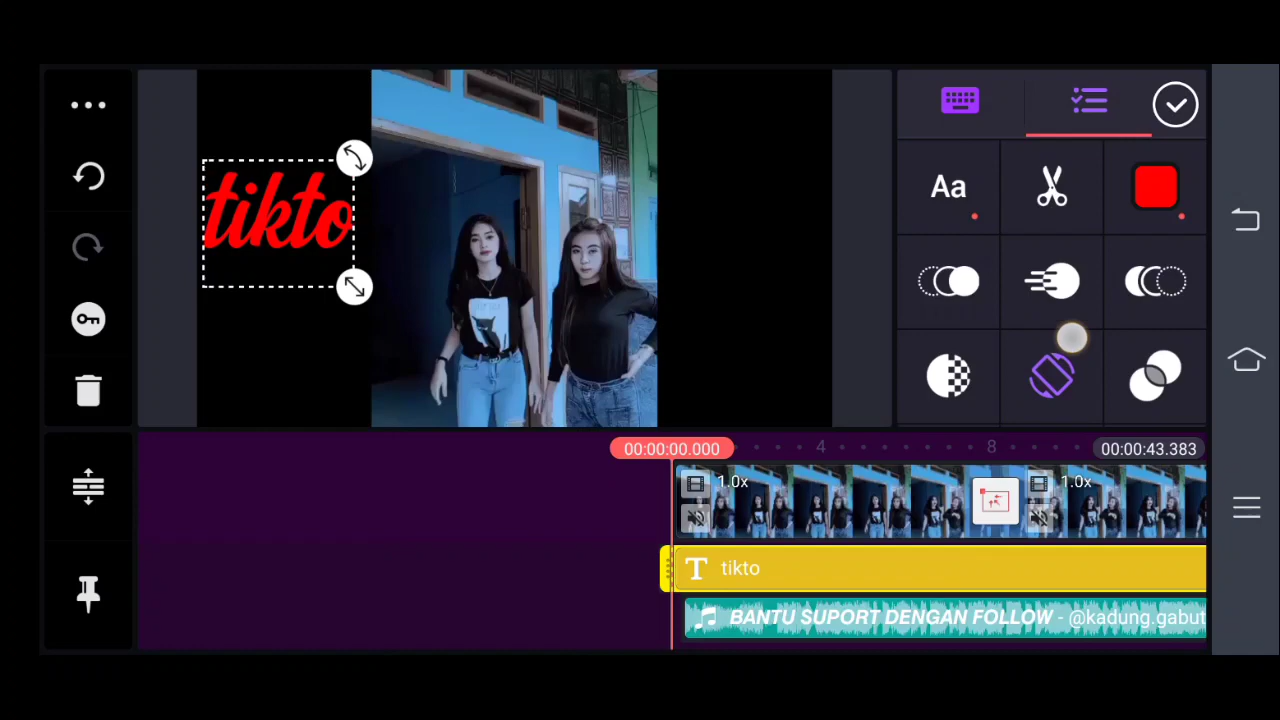 tikto
Aa
00:00:00.000
4
8
00:00:43.383
1.0x
1.0x
T tikto
BANTU SUPORT DENGAN FOLLOW - @kadung.gabut